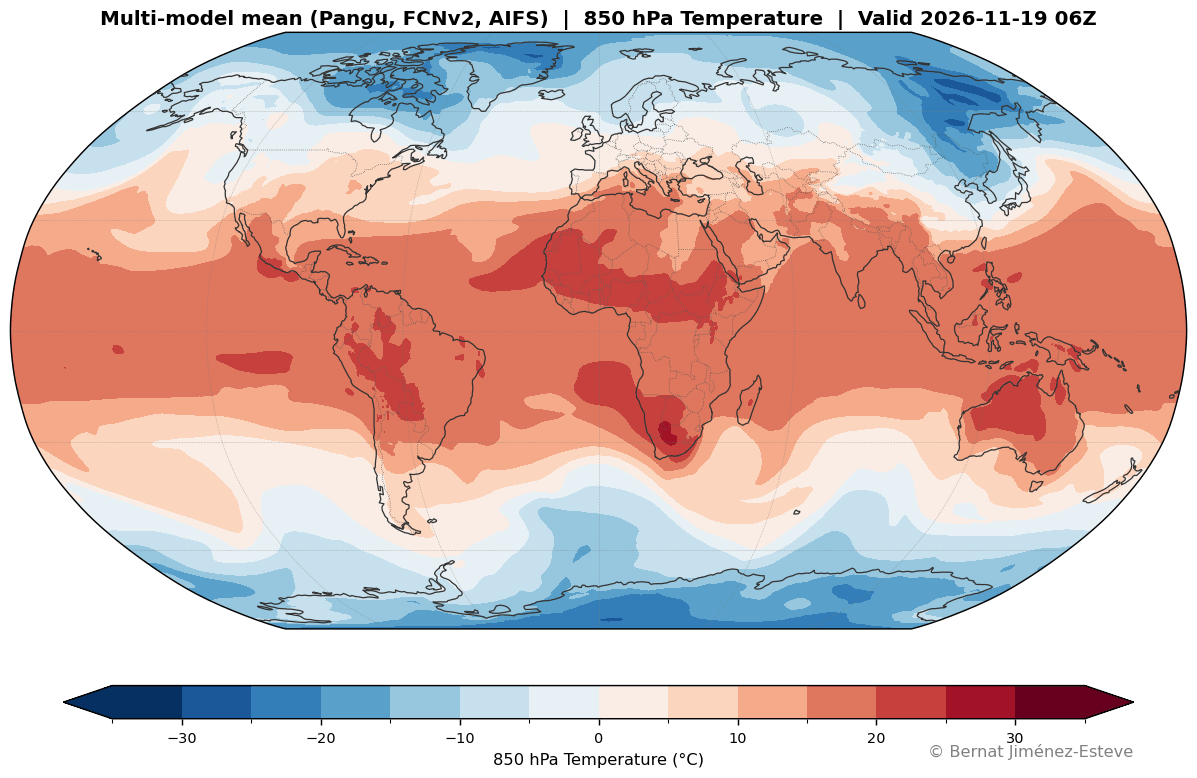 Multi-model mean (Pangu, FCNv2, AIFS)  |  850 hPa Temperature  |  Valid 2026-11-19 06Z
−30 −20 −10 0 10 20 30
850 hPa Temperature (°C)
© Bernat Jiménez-Esteve